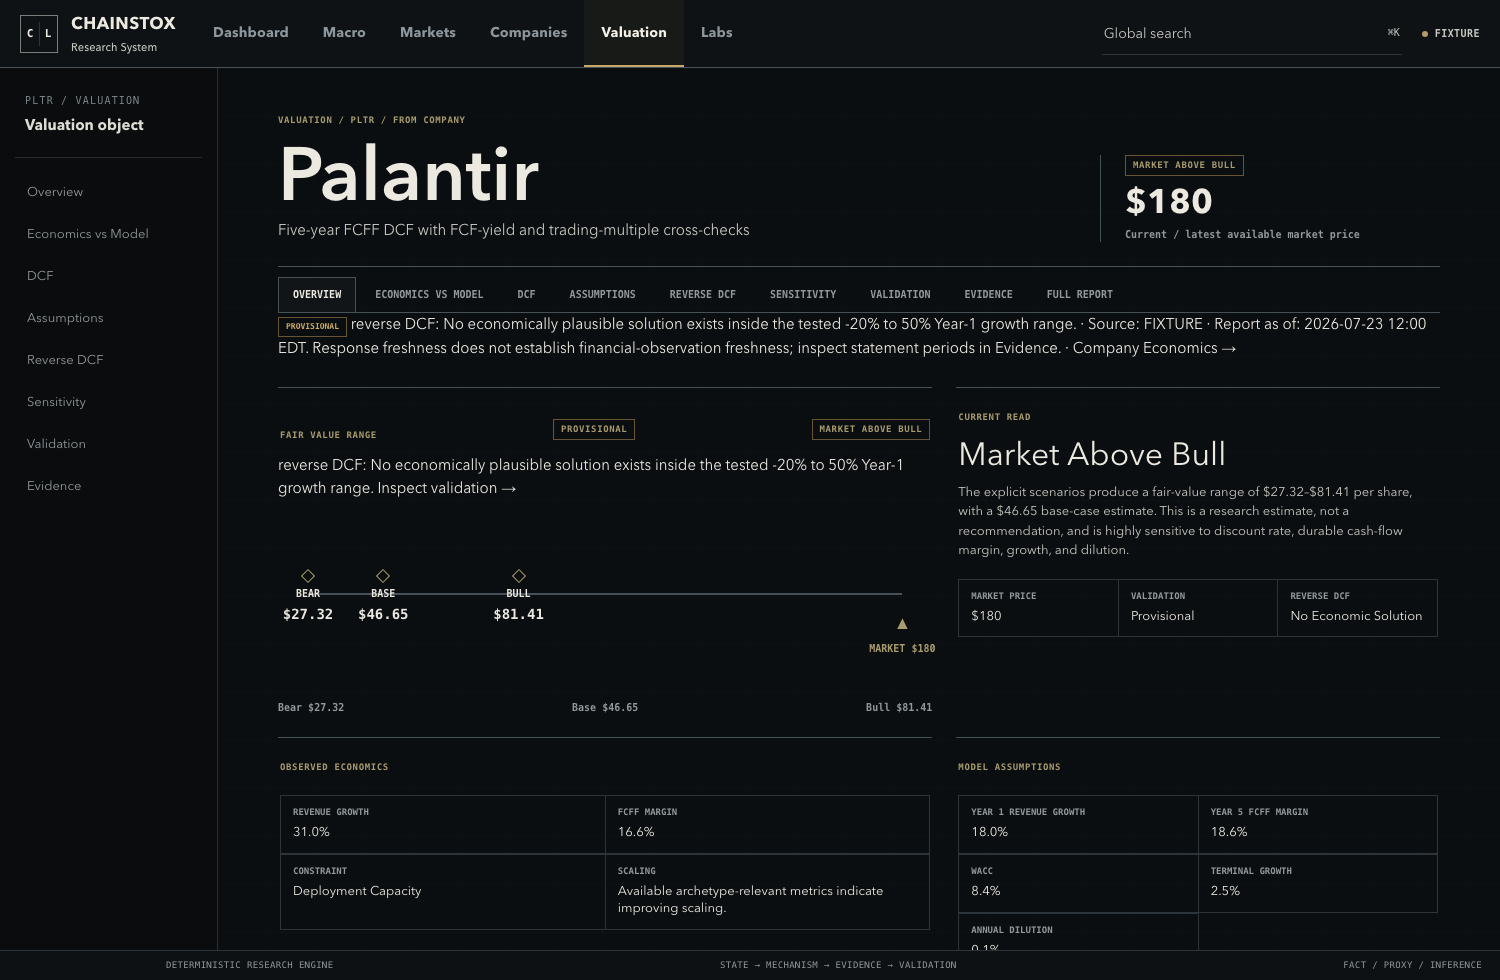 C L
CHAINSTOX
Research System
Dashboard Macro Markets Companies Valuation Labs
Global search ⌘K
FIXTURE
PLTR / VALUATION
Valuation object
Overview
Economics vs Model
DCF
Assumptions
Reverse DCF
Sensitivity
Validation
Evidence
VALUATION / PLTR / FROM COMPANY
Palantir
Five-year FCFF DCF with FCF-yield and trading-multiple cross-checks
MARKET ABOVE BULL
$180
Current / latest available market price
OVERVIEW ECONOMICS VS MODEL DCF ASSUMPTIONS REVERSE DCF SENSITIVITY VALIDATION EVIDENCE FULL REPORT
PROVISIONAL reverse DCF: No economically plausible solution exists inside the tested -20% to 50% Year-1 growth range. · Source: FIXTURE · Report as of: 2026-07-23 12:00
EDT. Response freshness does not establish financial-observation freshness; inspect statement periods in Evidence. · Company Economics →
FAIR VALUE RANGE PROVISIONAL MARKET ABOVE BULL
reverse DCF: No economically plausible solution exists inside the tested -20% to 50% Year-1
growth range. Inspect validation →
BEAR BASE BULL
$27.32 $46.65 $81.41
MARKET $180
Bear $27.32 Base $46.65 Bull $81.41
CURRENT READ
Market Above Bull
The explicit scenarios produce a fair-value range of $27.32–$81.41 per share,
with a $46.65 base-case estimate. This is a research estimate, not a
recommendation, and is highly sensitive to discount rate, durable cash-flow
margin, growth, and dilution.
MARKET PRICE VALIDATION REVERSE DCF
$180 Provisional No Economic Solution
OBSERVED ECONOMICS
REVENUE GROWTH FCFF MARGIN
31.0% 16.6%
CONSTRAINT SCALING
Deployment Capacity Available archetype-relevant metrics indicate
improving scaling.
MODEL ASSUMPTIONS
YEAR 1 REVENUE GROWTH YEAR 5 FCFF MARGIN
18.0% 18.6%
WACC TERMINAL GROWTH
8.4% 2.5%
ANNUAL DILUTION
0.1%
DETERMINISTIC RESEARCH ENGINE STATE → MECHANISM → EVIDENCE → VALIDATION FACT / PROXY / INFERENCE